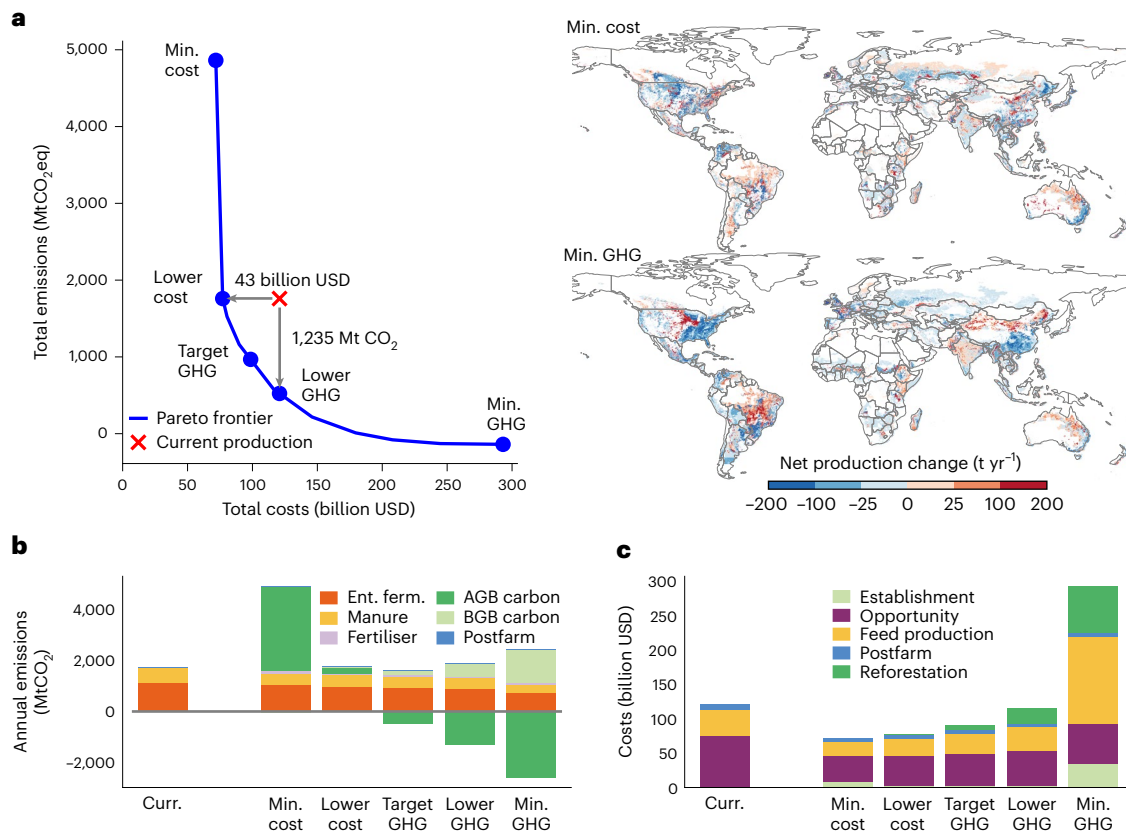 a
5,000
4,000
3,000
2,000
1,000
0
Total emissions (MtCO2eq)
Min.
cost
Lower
cost
43 billion USD
1,235 Mt CO2
Target
GHG
Lower
GHG
Min.
GHG
Pareto frontier
Current production
0
50
100
150
200
250
300
Total costs (billion USD)
Min. cost
Min. GHG
Net production change (t yr−1)
−200
−100
−25
0
25
100
200
b
4,000
2,000
0
−2,000
Annual emissions
(MtCO2)
Ent. ferm.
Manure
Fertiliser
AGB carbon
BGB carbon
Postfarm
Curr.
Min.
cost
Lower
cost
Target
GHG
Lower
GHG
Min.
GHG
c
300
250
200
150
100
50
0
Costs (billion USD)
Establishment
Opportunity
Feed production
Postfarm
Reforestation
Curr.
Min.
cost
Lower
cost
Target
GHG
Lower
GHG
Min.
GHG